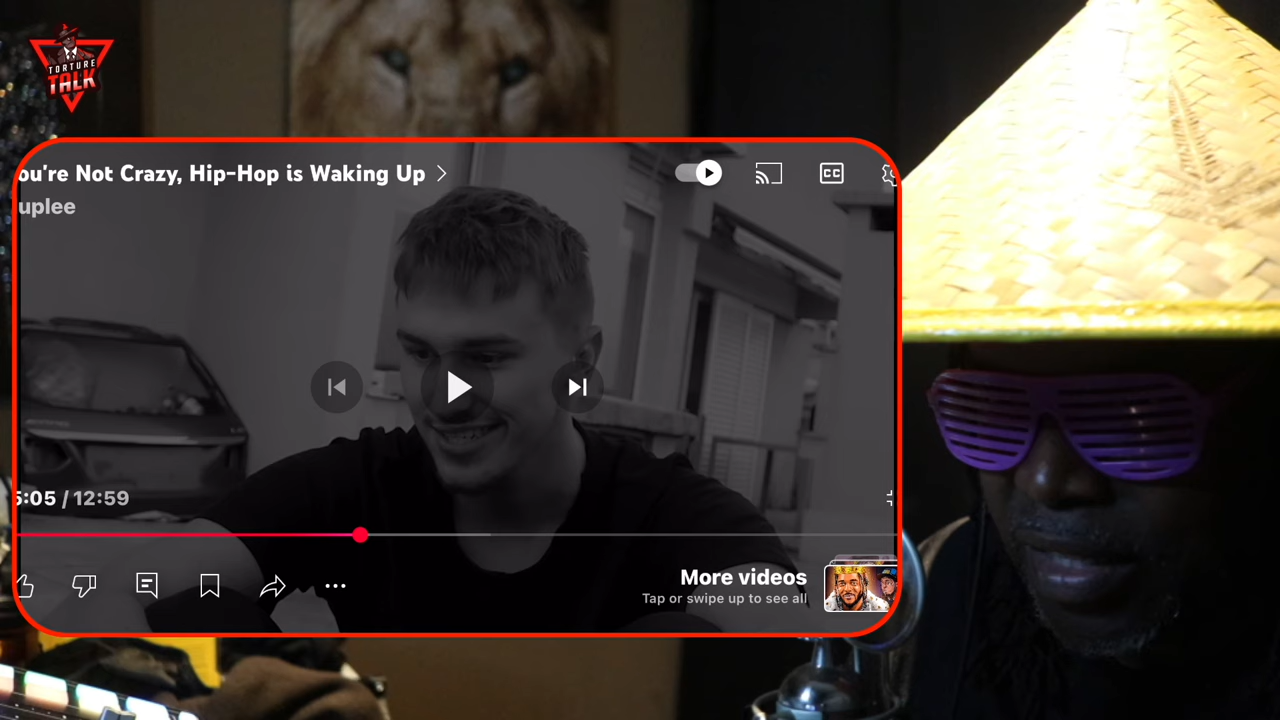 TORTURE
TALK
ou're Not Crazy, Hip-Hop is Waking Up
uplee
CC
5:05 / 12:59
More videos
Tap or swipe up to see all